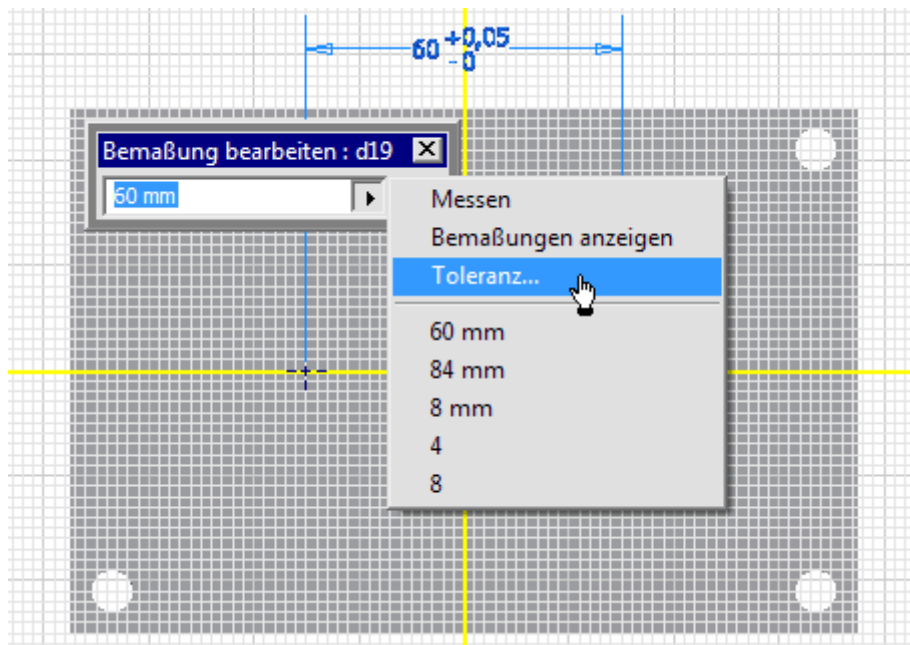 60 +0,05
-0
Bemaßung bearbeiten : d19
60 mm
Messen
Bemaßungen anzeigen
Toleranz...
60 mm
84 mm
8 mm
4
8